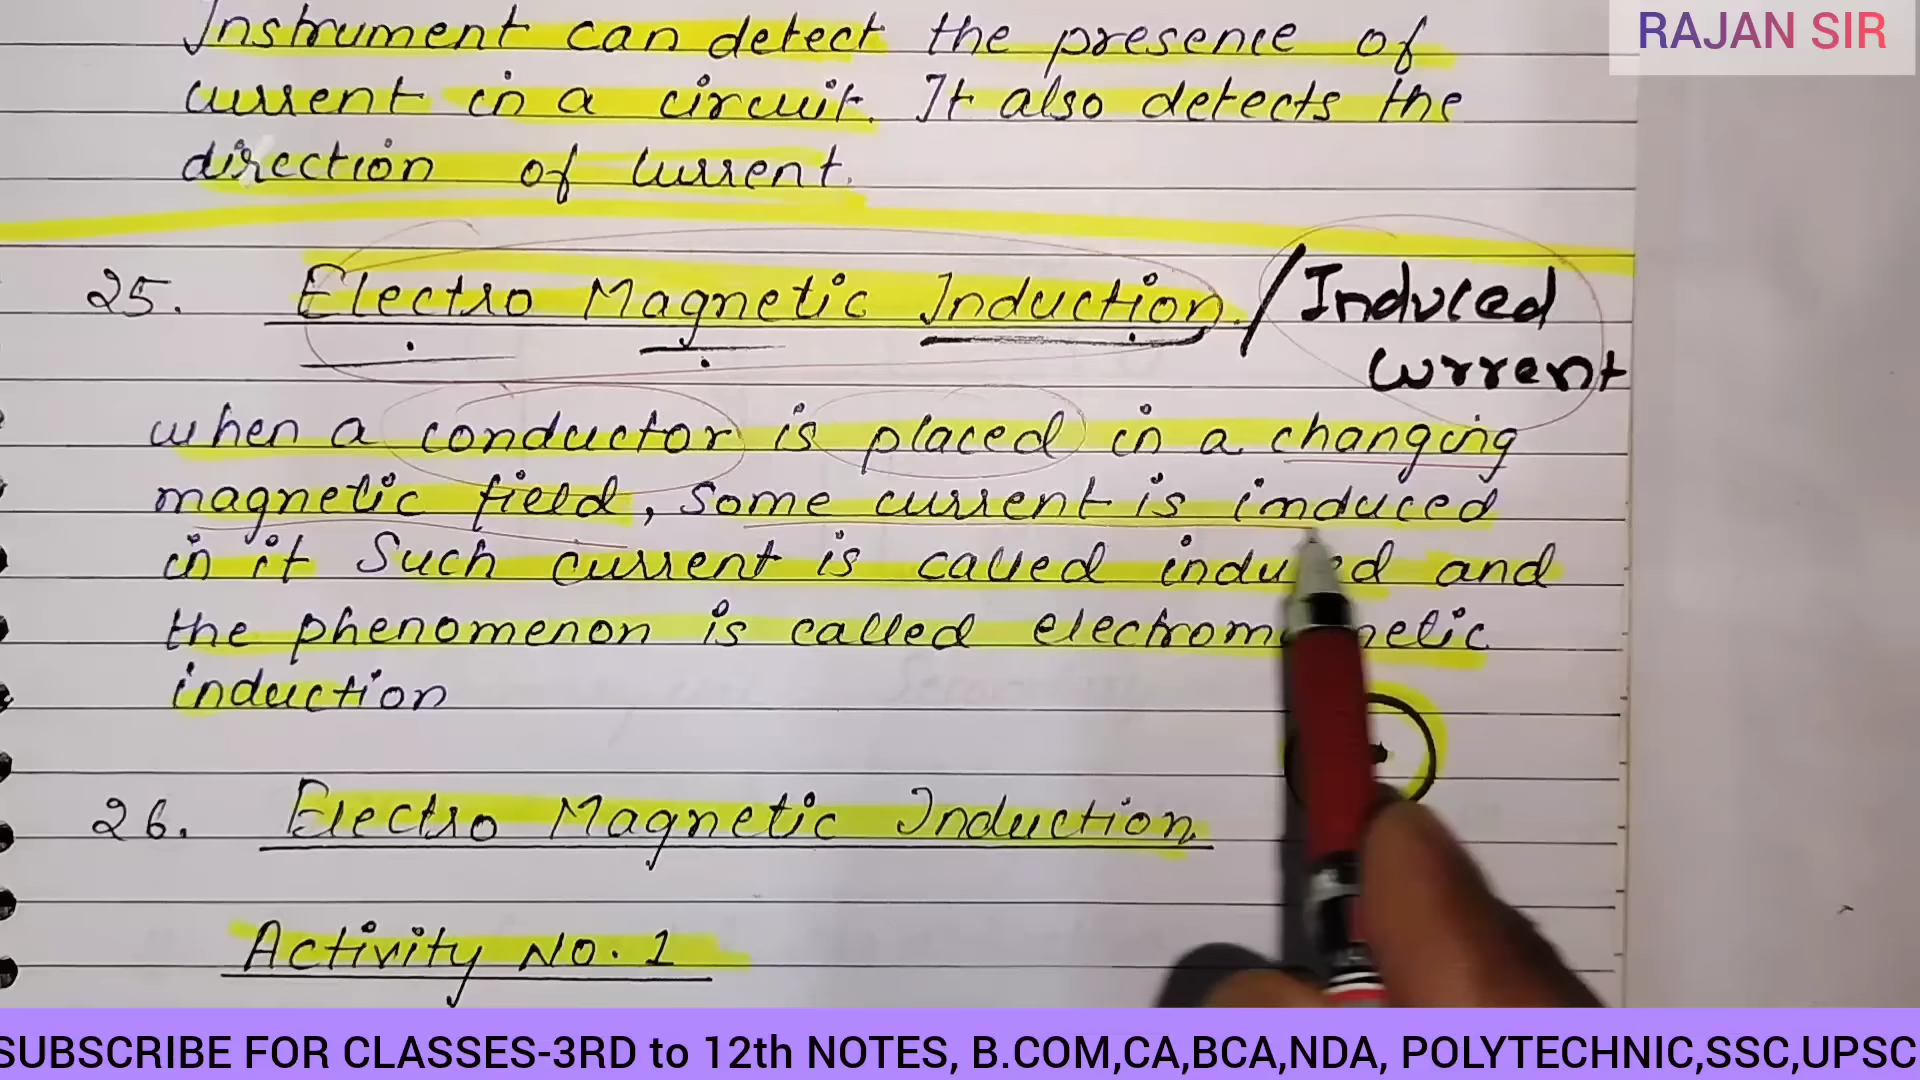 RAJAN SIR
Instrument can detect the presence of
current in a circuit. It also detects the
direction of current.
25. Electro Magnetic Induction. / Induced
current
when a conductor is placed in a changing
magnetic field, some current is induced
in it Such current is called induced and
the phenomenon is called electromagnetic
induction
26. Electro Magnetic Induction.
Activity No. 1
SUBSCRIBE FOR CLASSES-3RD to 12th NOTES, B.COM,CA,BCA,NDA, POLYTECHNIC,SSC,UPSC